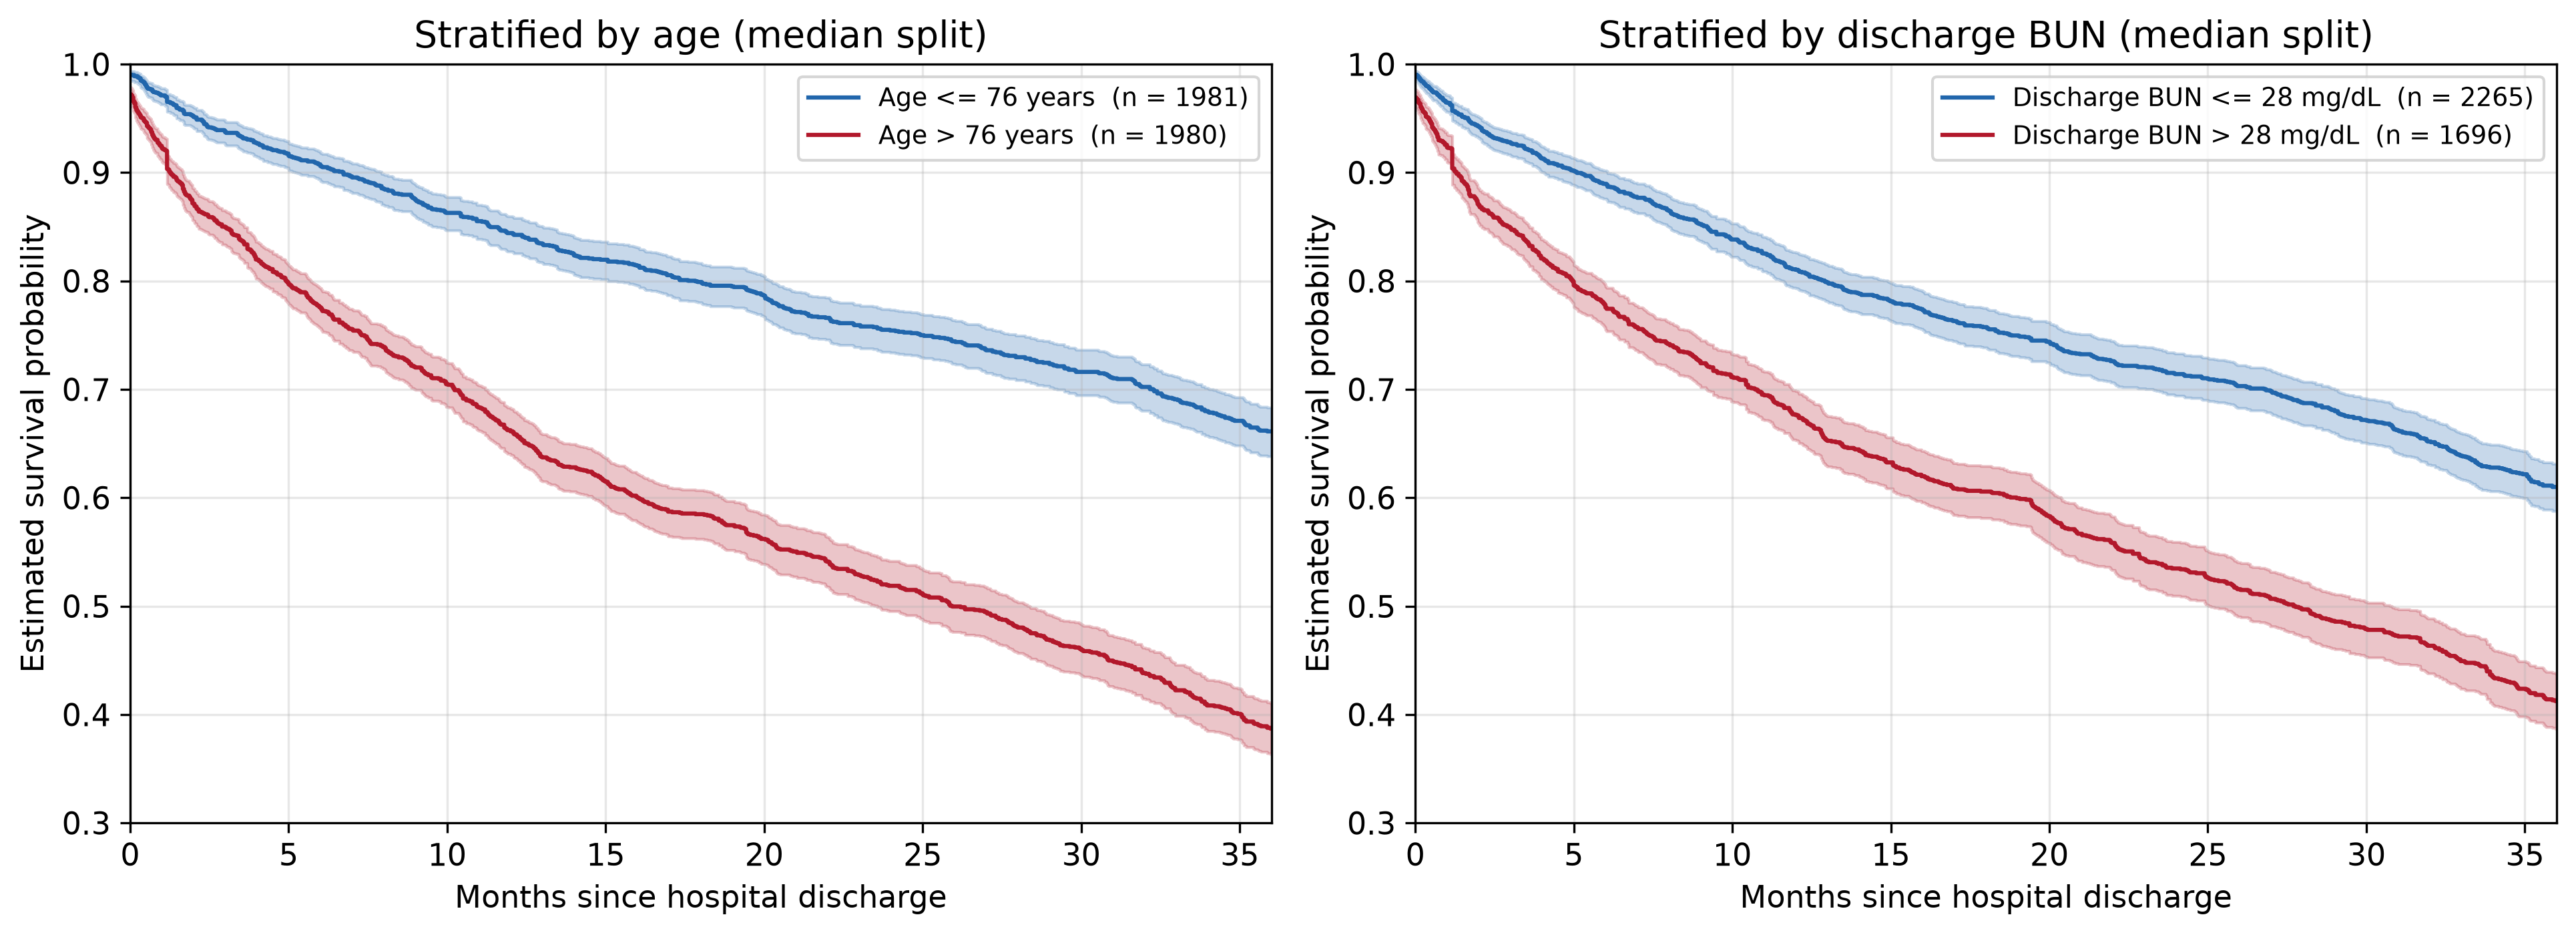 Stratified by age (median split)
Estimated survival probability
1.0
0.9
0.8
0.7
0.6
0.5
0.4
0.3
Age <= 76 years (n = 1981)
Age > 76 years (n = 1980)
0 5 10 15 20 25 30 35
Months since hospital discharge
Stratified by discharge BUN (median split)
Estimated survival probability
1.0
0.9
0.8
0.7
0.6
0.5
0.4
0.3
Discharge BUN <= 28 mg/dL (n = 2265)
Discharge BUN > 28 mg/dL (n = 1696)
0 5 10 15 20 25 30 35
Months since hospital discharge